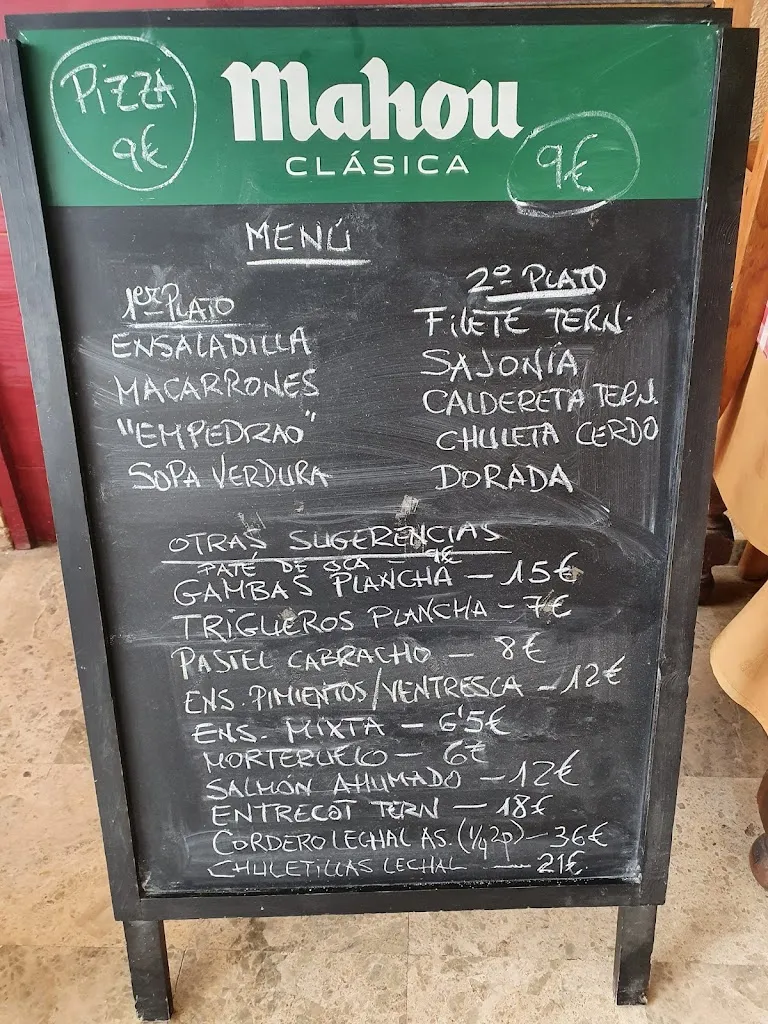 PIZZA
9€
Mahou
CLÁSICA
9€
MENÚ
1er PLATO
ENSALADILLA
MACARRONES
"EMPEDRAO"
SOPA VERDURA
2º PLATO
FILETE TERN.
SAJONIA
CALDERETA TERN.
CHULETA CERDO
DORADA
OTRAS SUGERENCIAS
PATÉ DE OCA - 9€
GAMBAS PLANCHA - 15€
TRIGUEROS PLANCHA - 7€
PASTEL CABRACHO - 8€
ENS. PIMIENTOS/VENTRESCA - 12€
ENS. MIXTA - 6'5€
MORTERUELO - 6€
SALMÓN AHUMADO - 12€
ENTRECOT TERN - 18€
CORDERO LECHAL AS. (1/4 2p) - 36€
CHULETILLAS LECHAL - 21€